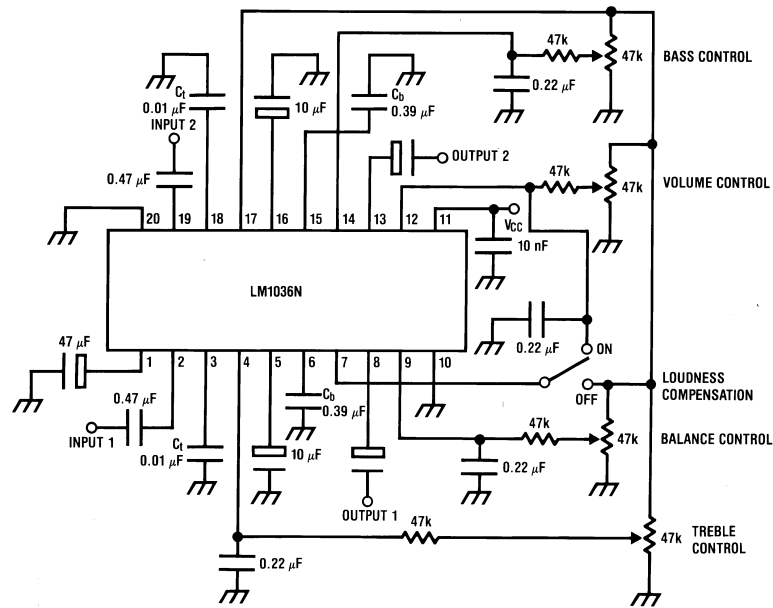 47k
47k
BASS CONTROL
Ct
0.01 µF
10 µF
Cb
0.39 µF
0.22 µF
INPUT 2
OUTPUT 2
0.47 µF
47k
47k
VOLUME CONTROL
20 19 18 17 16 15 14 13 12 11
VCC
10 nF
LM1036N
47 µF
0.22 µF
ON
1 2 3 4 5 6 7 8 9 10
OFF
LOUDNESS
COMPENSATION
0.47 µF
Cb
0.39 µF
47k
47k
BALANCE CONTROL
INPUT 1
Ct
0.01 µF
10 µF
0.22 µF
OUTPUT 1
47k
47k
TREBLE
CONTROL
0.22 µF